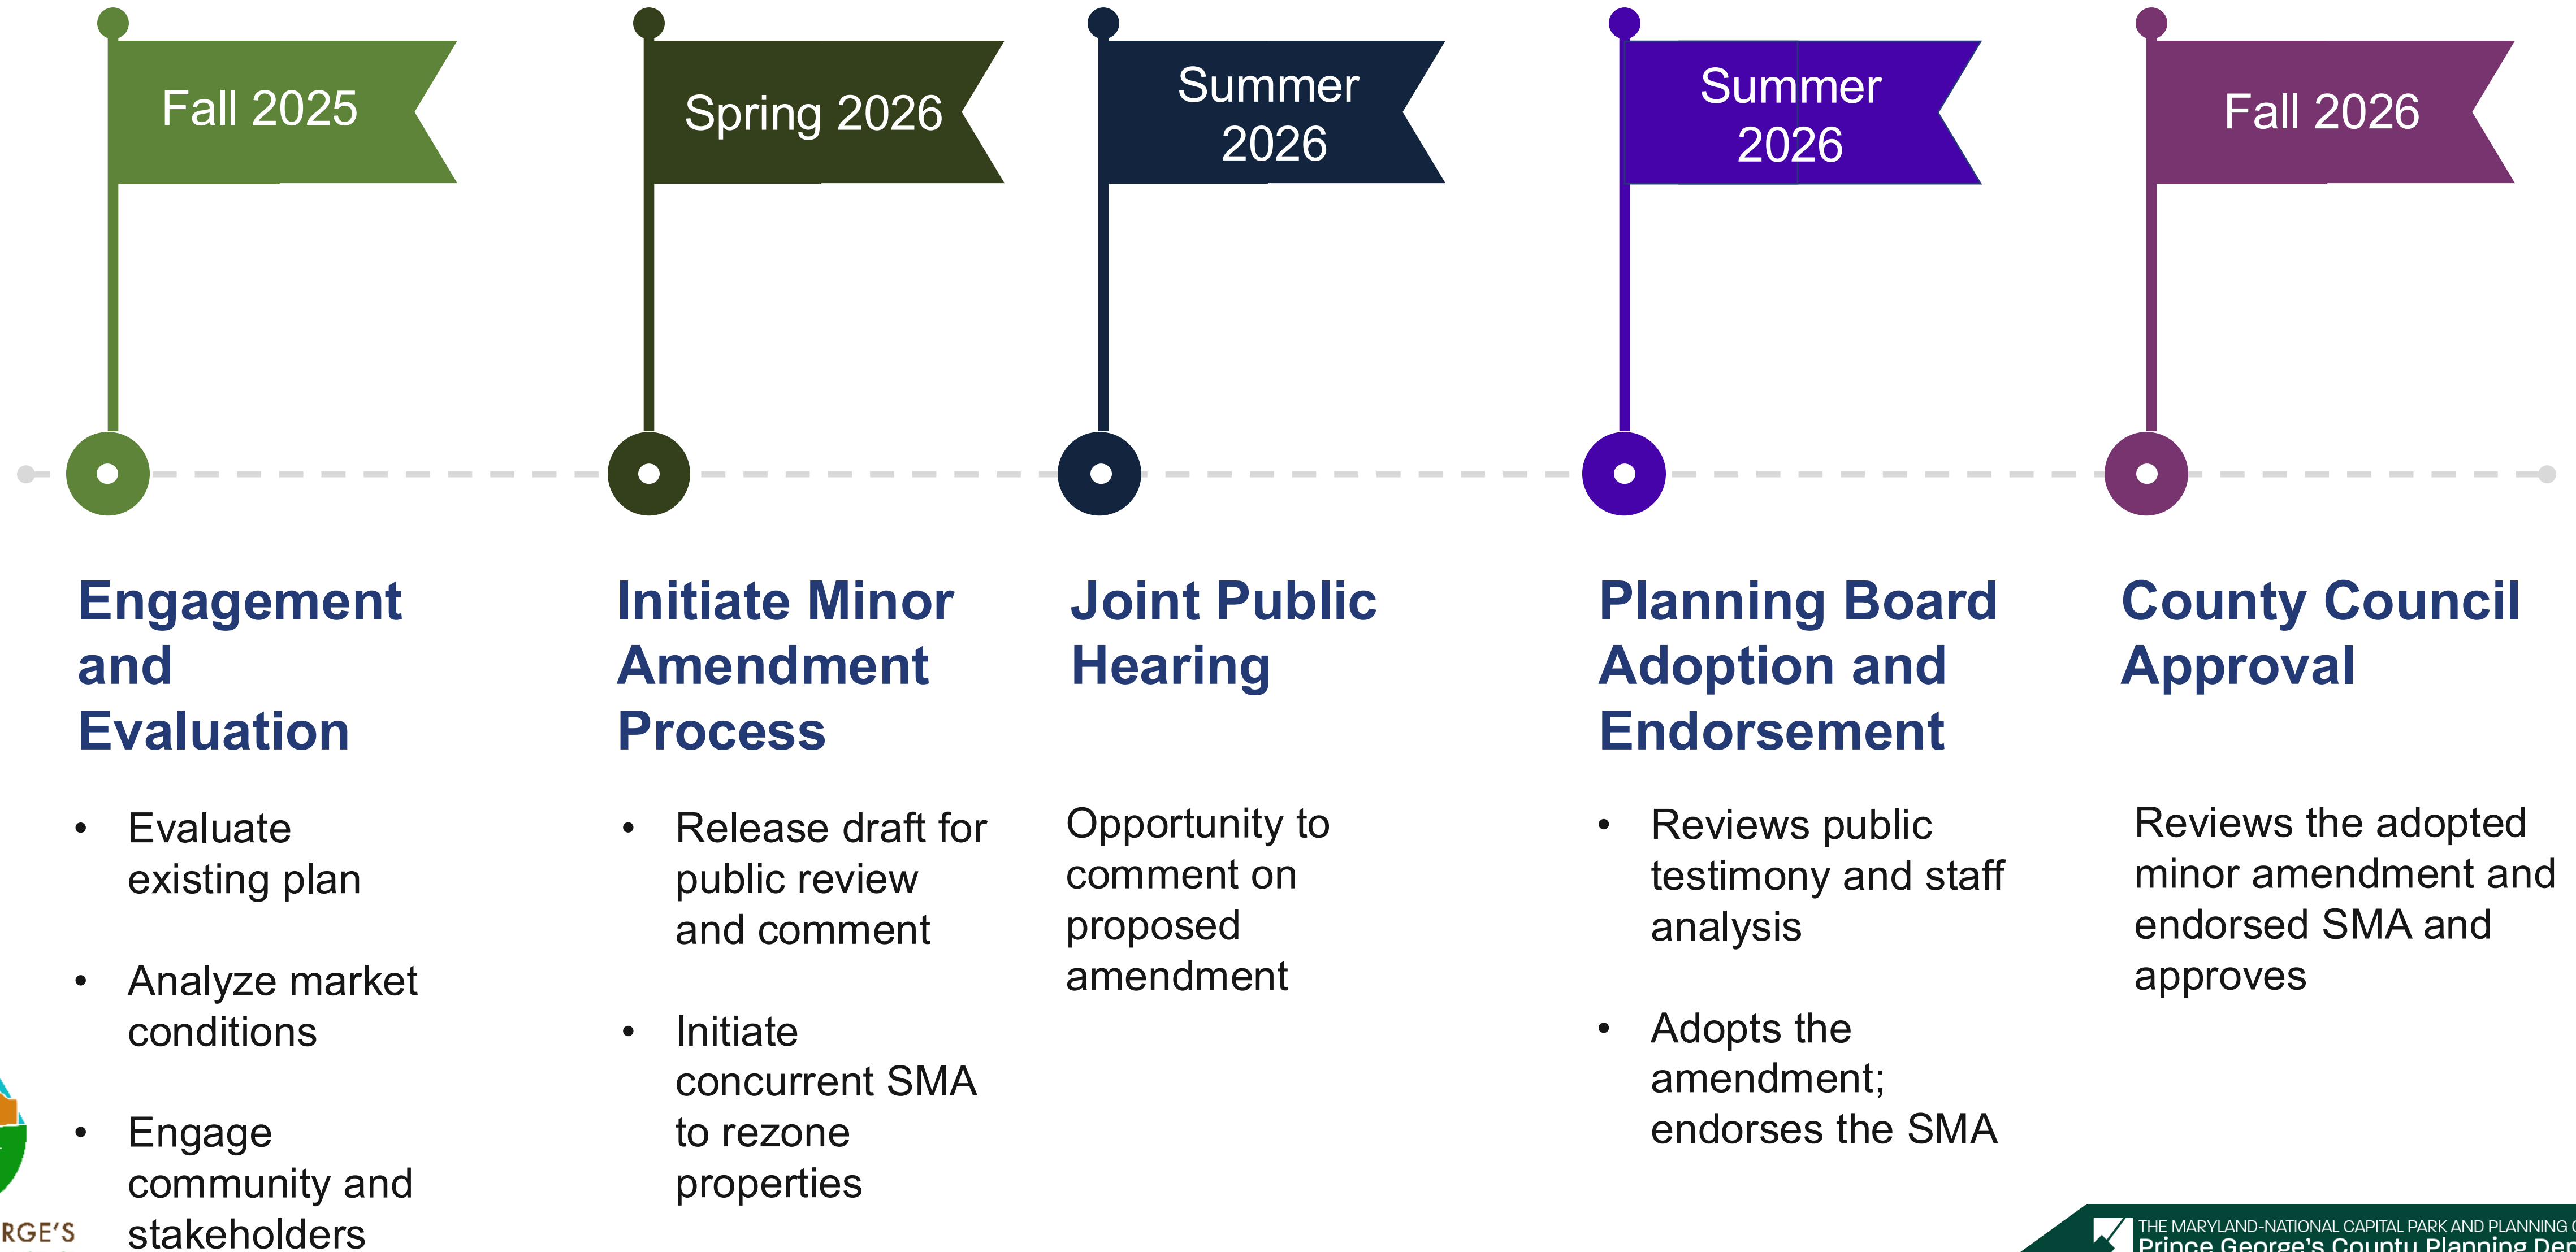 Fall 2025
Spring 2026
Summer
2026
Summer
2026
Fall 2026
Engagement
and
Evaluation
• Evaluate
existing plan
• Analyze market
conditions
• Engage
community and
stakeholders
Initiate Minor
Amendment
Process
• Release draft for
public review
and comment
• Initiate
concurrent SMA
to rezone
properties
Joint Public
Hearing
Opportunity to
comment on
proposed
amendment
Planning Board
Adoption and
Endorsement
• Reviews public
testimony and staff
analysis
• Adopts the
amendment;
endorses the SMA
County Council
Approval
Reviews the adopted
minor amendment and
endorsed SMA and
approves
RGE'S
THE MARYLAND-NATIONAL CAPITAL PARK AND PLANNING
Prince George's County Planning